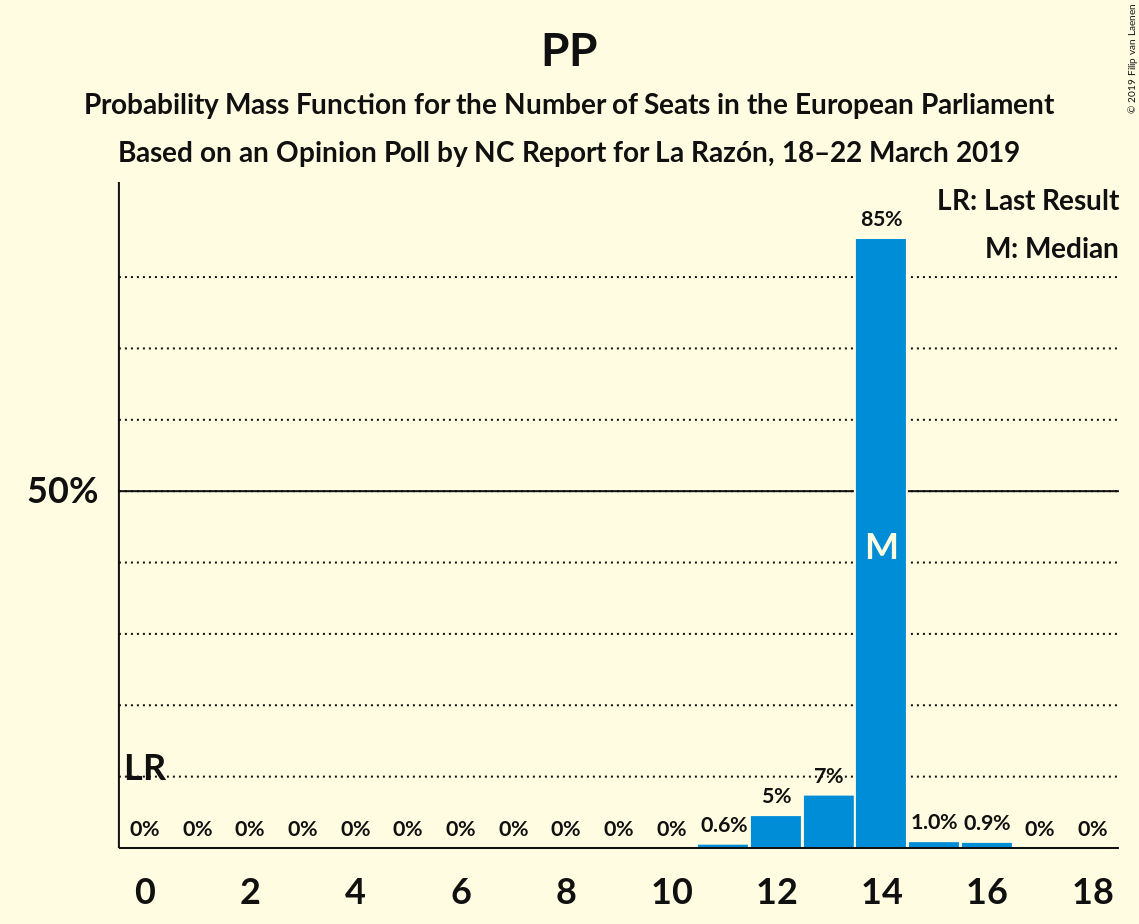 PP
Probability Mass Function for the Number of Seats in the European Parliament
Based on an Opinion Poll by NC Report for La Razón, 18–22 March 2019
© 2019 Filip van Laenen
LR: Last Result
M: Median
85%
50%
M
LR
7%
5%
0% 0% 0% 0% 0% 0% 0% 0% 0% 0% 0% 0.6% 1.0% 0.9% 0% 0%
0 2 4 6 8 10 12 14 16 18